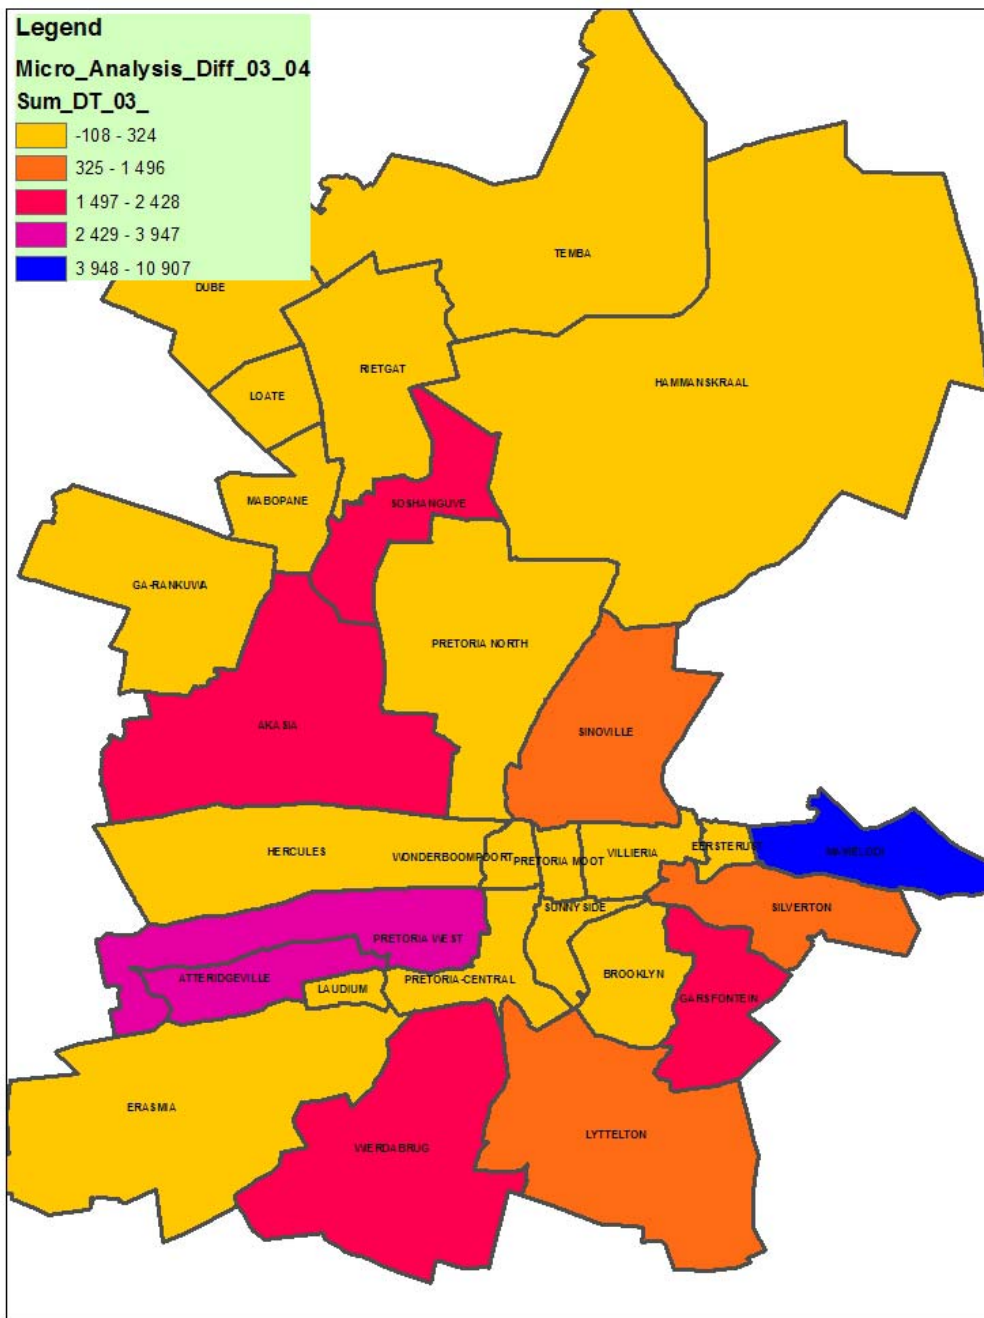 Legend
Micro_Analysis_Diff_03_04
Sum_DT_03_
-108 - 324
325 - 1 496
1 497 - 2 428
2 429 - 3 947
3 948 - 10 907
TEMBA
DUBE
RIETGAT
HAMMANSKRAAL
LOATE
MABOPANE
SOSHANGUVE
GA-RANKUWA
PRETORIA NORTH
AKASIA
SINOVILLE
HERCULES
WONDERBOOMPOORT
PRETORIA MOOT
VILLIERIA
EERSTERUST
MAMELODI
SUNNYSIDE
SILVERTON
PRETORIA WEST
ATTERIDGEVILLE
LAUDIUM
PRETORIA-CENTRAL
BROOKLYN
GARSFONTEIN
ERASMIA
WIERDABRUG
LYTTELTON